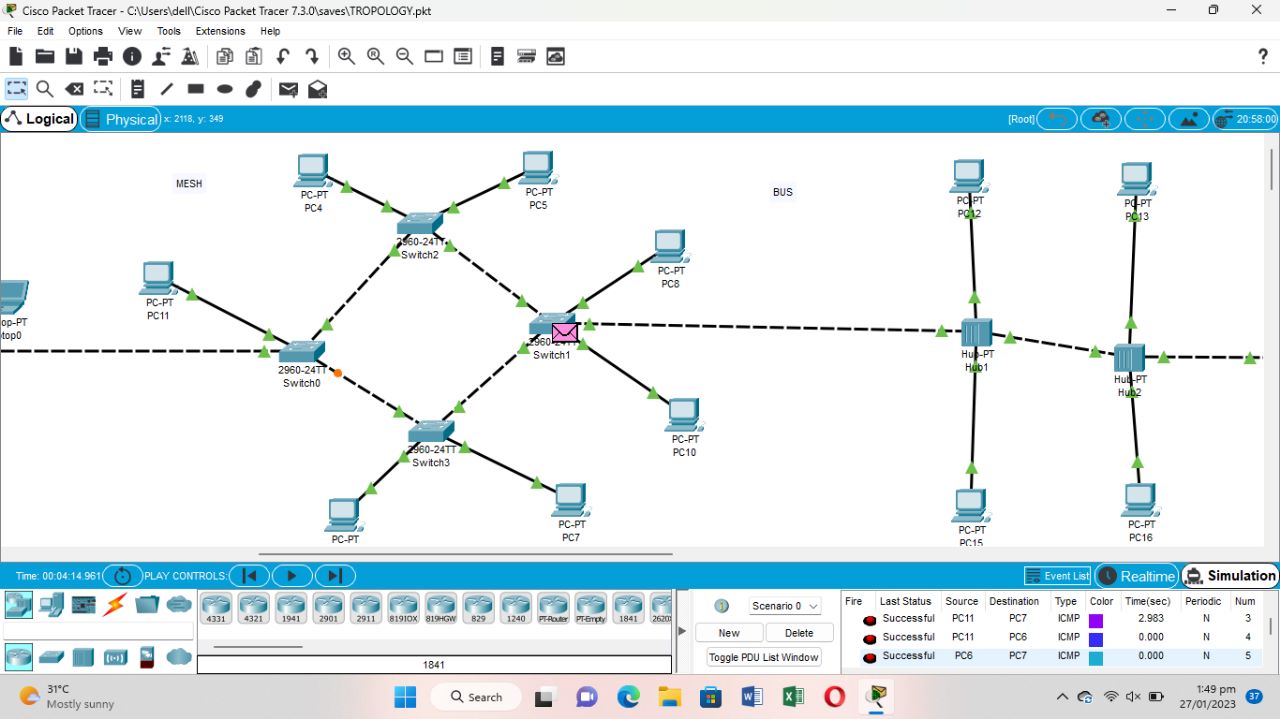 Cisco Packet Tracer - C:\Users\dell\Cisco Packet Tracer 7.3.0\saves\TROPOLOGY.pkt
File Edit Options View Tools Extensions Help
Logical Physical x: 2118, y: 349 [Root] 20:58:00
MESH
BUS
PC-PT
PC4
PC-PT
PC5
PC-PT
PC12
PC-PT
PC13
2960-24TT
Switch2
PC-PT
PC8
PC-PT
PC11
op-PT
top0
2960-24TT
Switch1
2960-24TT
Switch0
Hub-PT
Hub1
Hub-PT
Hub2
PC-PT
PC10
2960-24TT
Switch3
PC-PT
PC-PT
PC7
PC-PT
PC15
PC-PT
PC16
Time: 00:04:14.961 PLAY CONTROLS: Event List Realtime Simulation
4331 4321 1941 2901 2911 819IOX 819HGW 829 1240 PT-Router PT-Empty 1841 2620X
1841
Scenario 0
New Delete
Toggle PDU List Window
Fire Last Status Source Destination Type Color Time(sec) Periodic Num
Successful PC11 PC7 ICMP 2.983 N 3
Successful PC11 PC6 ICMP 0.000 N 4
Successful PC6 PC7 ICMP 0.000 N 5
31°C
Mostly sunny
Search
1:49 pm
27/01/2023
37